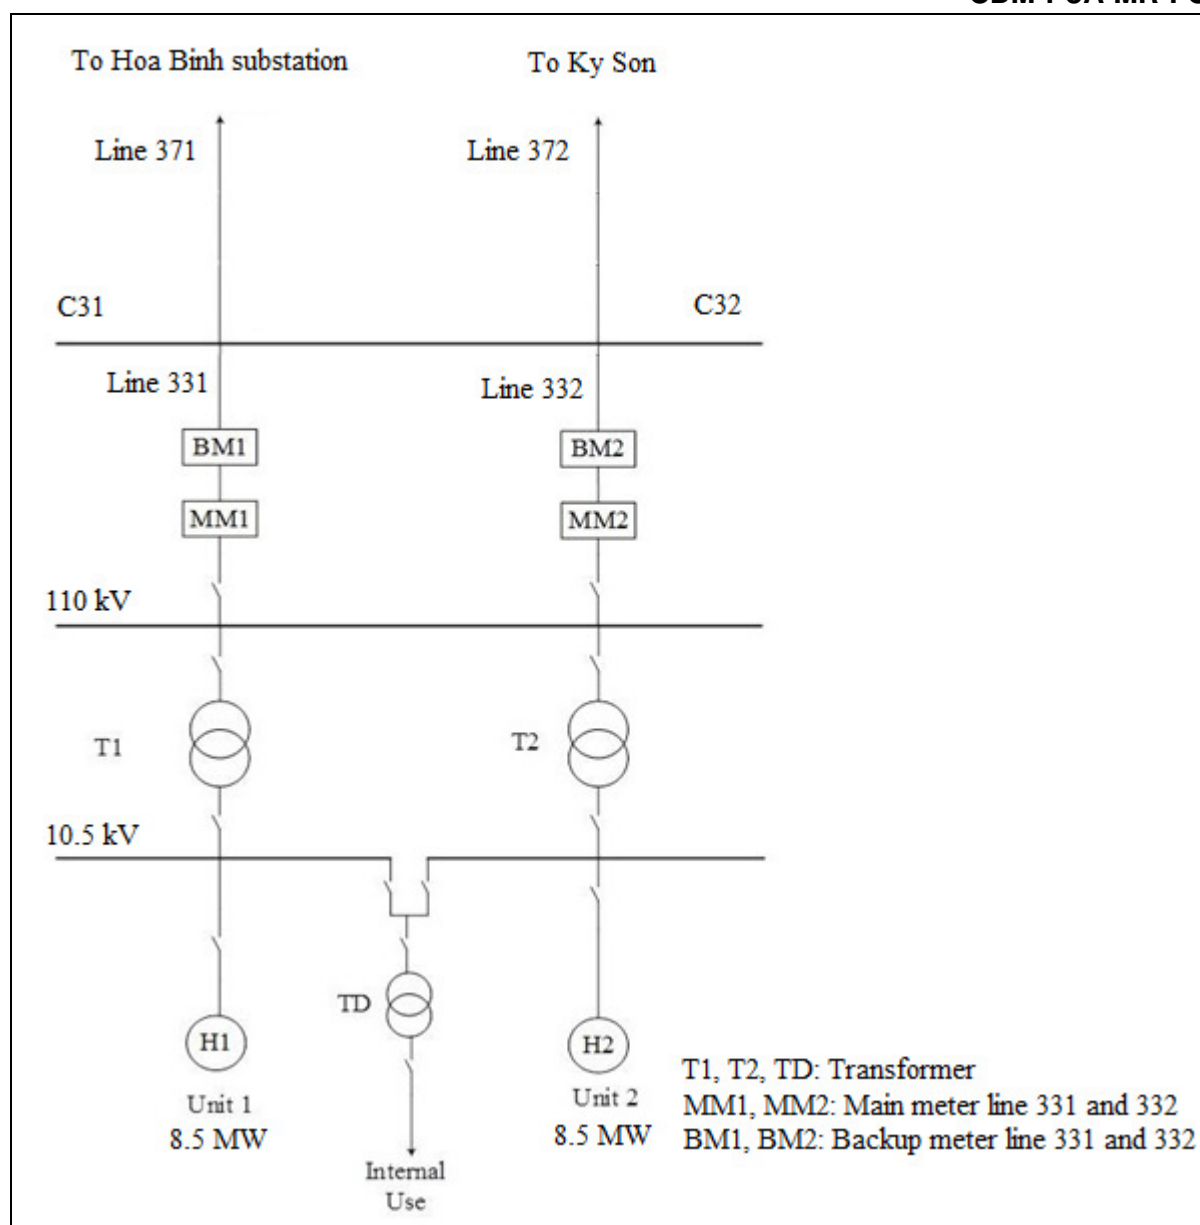 To Hoa Binh substation
To Ky Son
Line 371
Line 372
C31
C32
Line 331
Line 332
BM1
BM2
MM1
MM2
110 kV
T1
T2
10.5 kV
TD
H1
H2
Unit 1
8.5 MW
Unit 2
8.5 MW
T1, T2, TD: Transformer
MM1, MM2: Main meter line 331 and 332
BM1, BM2: Backup meter line 331 and 332
Internal
Use